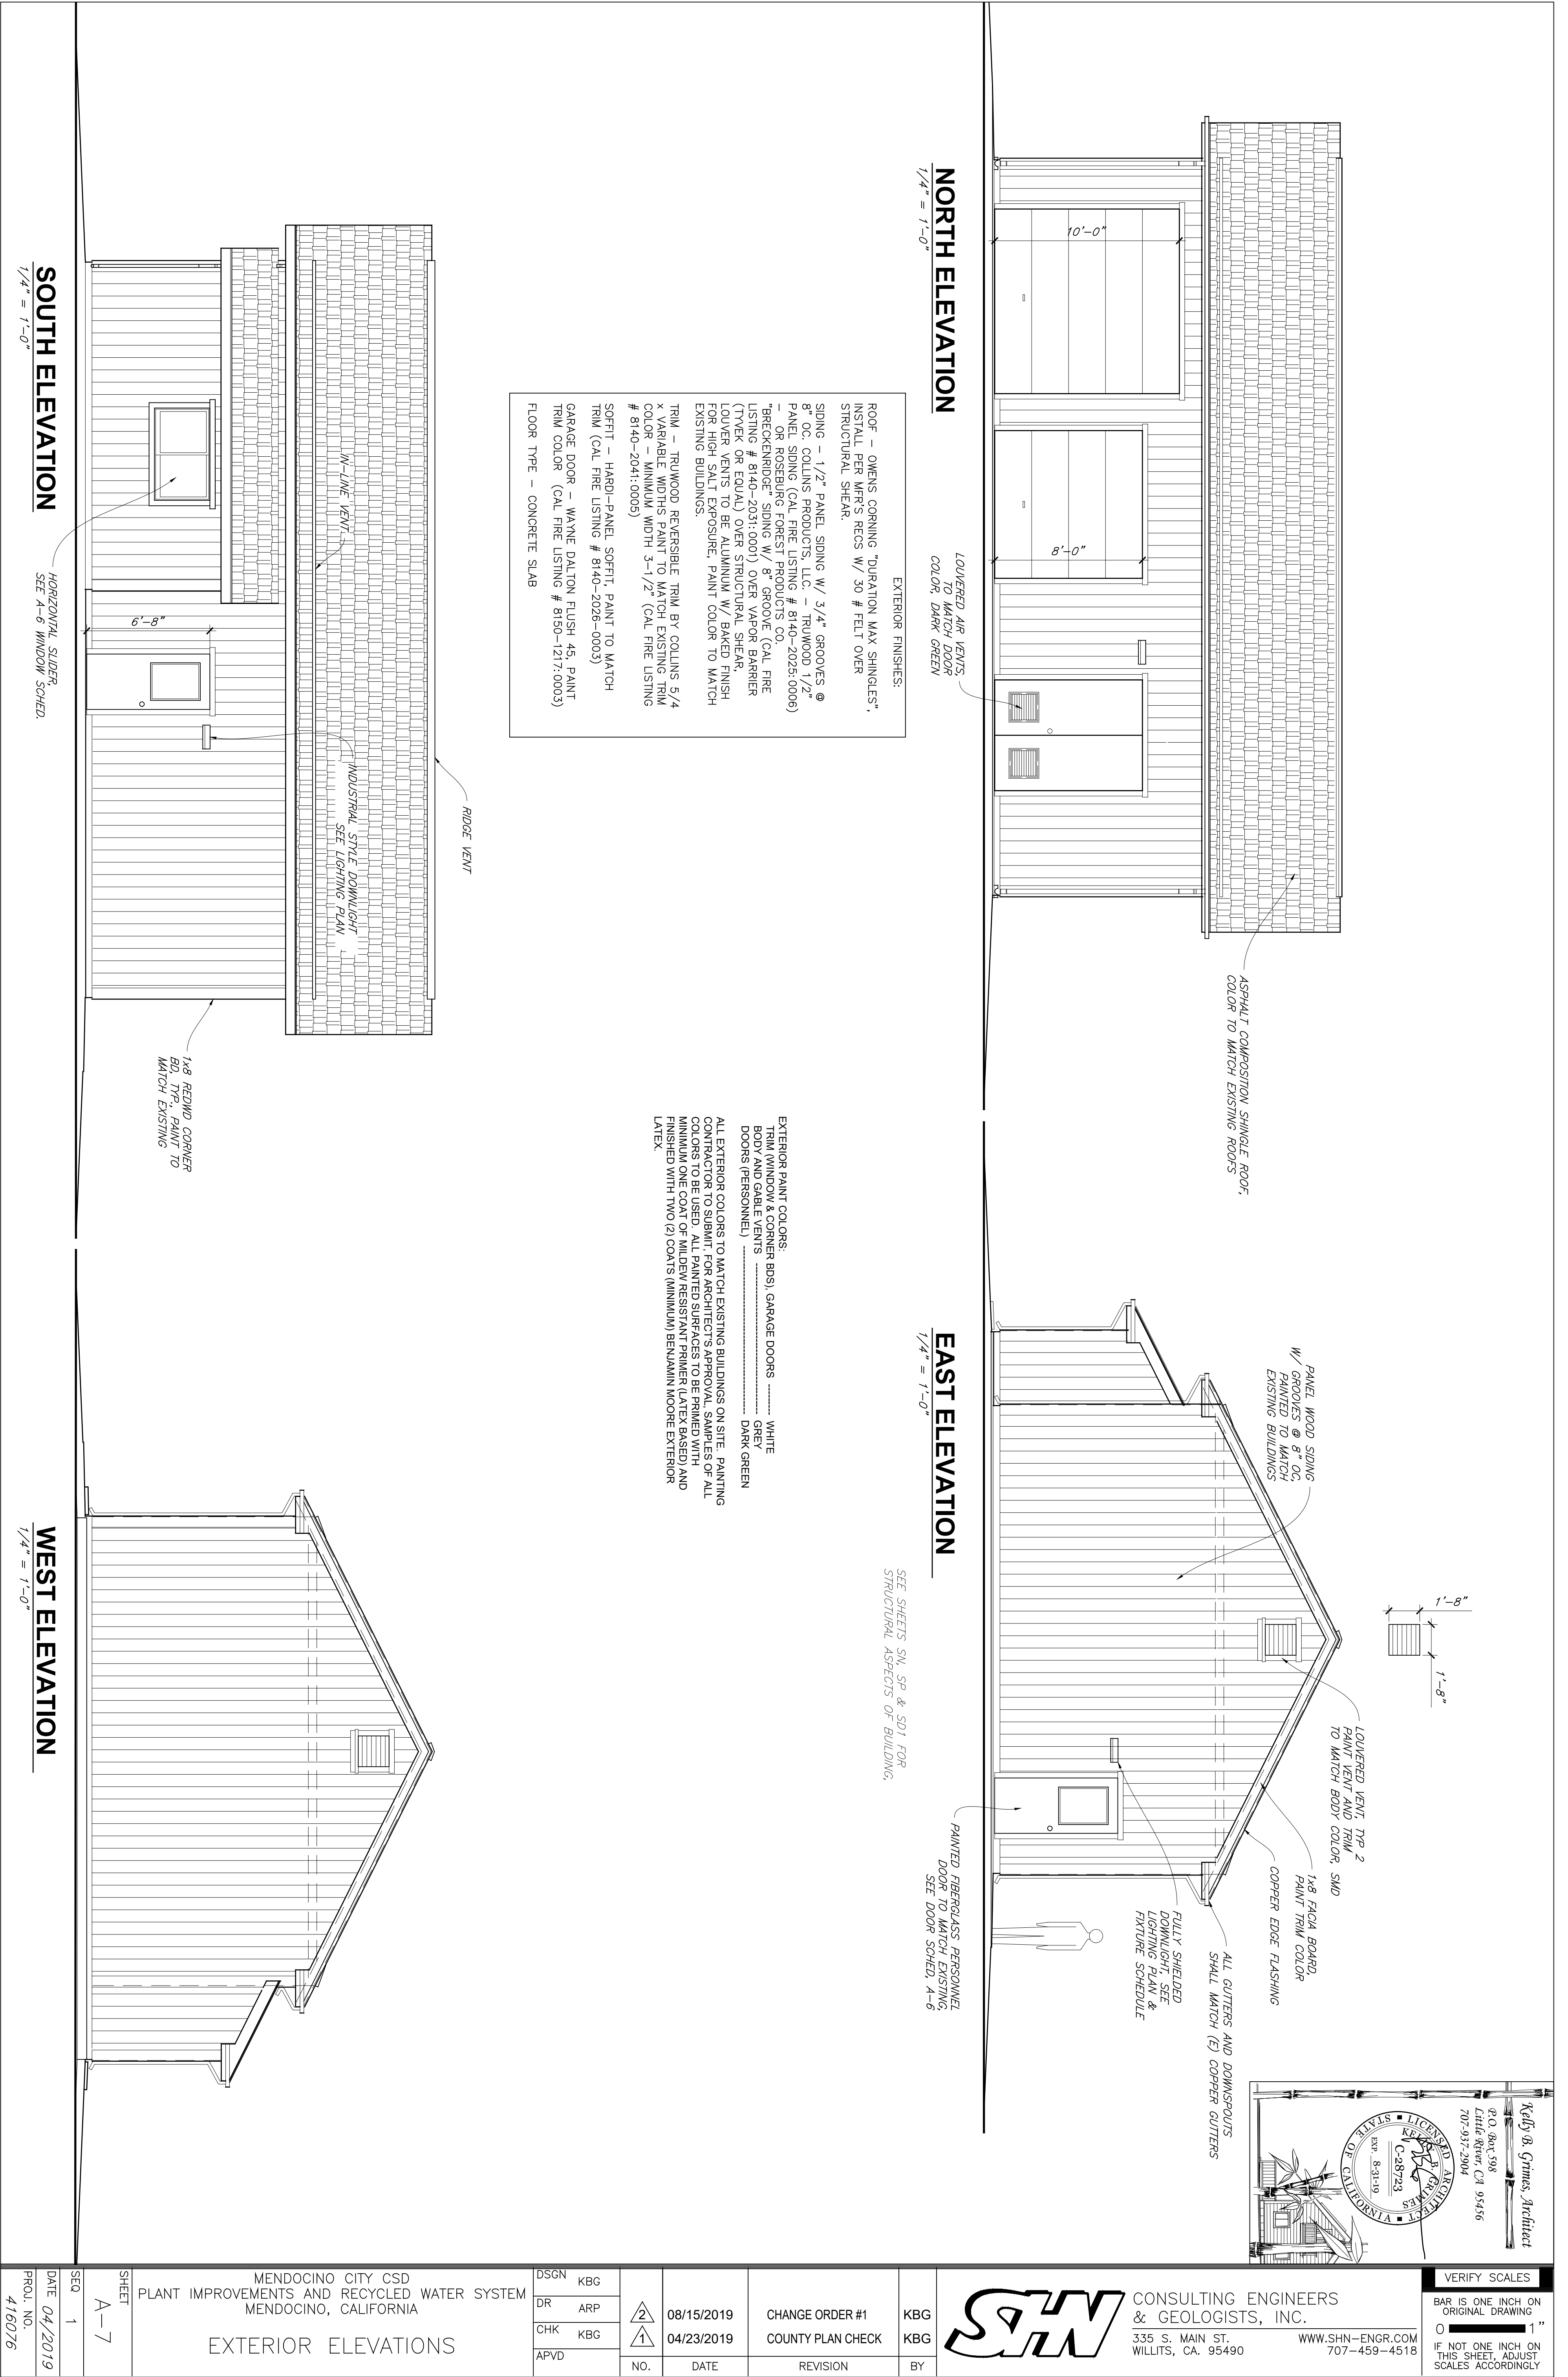 NORTH ELEVATION
1/4" = 1'-0"
10'-0"
8'-0"
LOUVERED AIR VENTS,
TO MATCH DOOR
COLOR, DARK GREEN
ASPHALT COMPOSITION SHINGLE ROOF,
COLOR TO MATCH EXISTING ROOFS
EAST ELEVATION
1/4" = 1'-0"
PANEL WOOD SIDING
W/ GROOVES @ 8" OC,
PAINTED TO MATCH
EXISTING BUILDINGS
1'-8"
1'-8"
LOUVERED VENT, TYP 2
PAINT VENT AND TRIM
TO MATCH BODY COLOR, SMD
1x8 FACIA BOARD,
PAINT TRIM COLOR
COPPER EDGE FLASHING
ALL GUTTERS AND DOWNSPOUTS
SHALL MATCH (E) COPPER GUTTERS
FULLY SHIELDED
DOWNLIGHT, SEE
LIGHTING PLAN &
FIXTURE SCHEDULE
PAINTED FIBERGLASS PERSONNEL
DOOR TO MATCH EXISTING,
SEE DOOR SCHED, A-6
SEE SHEETS SN, SP & SD1 FOR
STRUCTURAL ASPECTS OF BUILDING,
EXTERIOR FINISHES:
ROOF - OWENS CORNING "DURATION MAX SHINGLES",
INSTALL PER MFR'S RECS W/ 30 # FELT OVER
STRUCTURAL SHEAR.
SIDING - 1/2" PANEL SIDING W/ 3/4" GROOVES @
8" OC. COLLINS PRODUCTS, LLC. - TRUWOOD 1/2"
PANEL SIDING (CAL FIRE LISTING # 8140-2025:0006)
- OR ROSEBURG FOREST PRODUCTS CO.
"BRECKENRIDGE" SIDING W/ 8" GROOVE (CAL FIRE
LISTING # 8140-2031:0001) OVER VAPOR BARRIER
(TYVEK OR EQUAL) OVER STRUCTURAL SHEAR,
LOUVER VENTS TO BE ALUMINUM W/ BAKED FINISH
FOR HIGH SALT EXPOSURE, PAINT COLOR TO MATCH
EXISTING BUILDINGS.
TRIM - TRUWOOD REVERSIBLE TRIM BY COLLINS 5/4
x VARIABLE WIDTHS PAINT TO MATCH EXISTING TRIM
COLOR - MINIMUM WIDTH 3-1/2" (CAL FIRE LISTING
# 8140-2041:0005)
SOFFIT - HARDI-PANEL SOFFIT, PAINT TO MATCH
TRIM (CAL FIRE LISTING # 8140-2026-0003)
GARAGE DOOR - WAYNE DALTON FLUSH 45, PAINT
TRIM COLOR (CAL FIRE LISTING # 8150-1217:0003)
FLOOR TYPE - CONCRETE SLAB
EXTERIOR PAINT COLORS:
TRIM (WINDOW & CORNER BDS), GARAGE DOORS --------- WHITE
BODY AND GABLE VENTS ---------------------------------------- GREY
DOORS (PERSONNEL) ------------------------------------------- DARK GREEN
ALL EXTERIOR COLORS TO MATCH EXISTING BUILDINGS ON SITE. PAINTING
CONTRACTOR TO SUBMIT, FOR ARCHITECT'S APPROVAL, SAMPLES OF ALL
COLORS TO BE USED. ALL PAINTED SURFACES TO BE PRIMED WITH
MINIMUM ONE COAT OF MILDEW RESISTANT PRIMER (LATEX BASED) AND
FINISHED WITH TWO (2) COATS (MINIMUM) BENJAMIN MOORE EXTERIOR
LATEX.
SOUTH ELEVATION
1/4" = 1'-0"
RIDGE VENT
IN-LINE VENT
INDUSTRIAL STYLE DOWNLIGHT
SEE LIGHTING PLAN
6'-8"
1x8 REDWD CORNER
BD, TYP., PAINT TO
MATCH EXISTING
HORIZONTAL SLIDER,
SEE A-6 WINDOW SCHED.
WEST ELEVATION
1/4" = 1'-0"
Kelly B. Grimes, Architect
P.O. Box 598
Little River, CA 95456
707-937-2904
LICENSED ARCHITECT
KELLY B. GRIMES
C-28723
EXP. 8-31-19
STATE OF CALIFORNIA
VERIFY SCALES
BAR IS ONE INCH ON
ORIGINAL DRAWING
0 1"
IF NOT ONE INCH ON
THIS SHEET, ADJUST
SCALES ACCORDINGLY
SHN
CONSULTING ENGINEERS
& GEOLOGISTS, INC.
335 S. MAIN ST.
WILLITS, CA. 95490
WWW.SHN-ENGR.COM
707-459-4518
2 08/15/2019 CHANGE ORDER #1 KBG
1 04/23/2019 COUNTY PLAN CHECK KBG
NO. DATE REVISION BY
DSGN KBG
DR ARP
CHK KBG
APVD
MENDOCINO CITY CSD
PLANT IMPROVEMENTS AND RECYCLED WATER SYSTEM
MENDOCINO, CALIFORNIA
EXTERIOR ELEVATIONS
SHEET
A-7
SEQ 1
DATE 04/2019
PROJ. NO.
416076